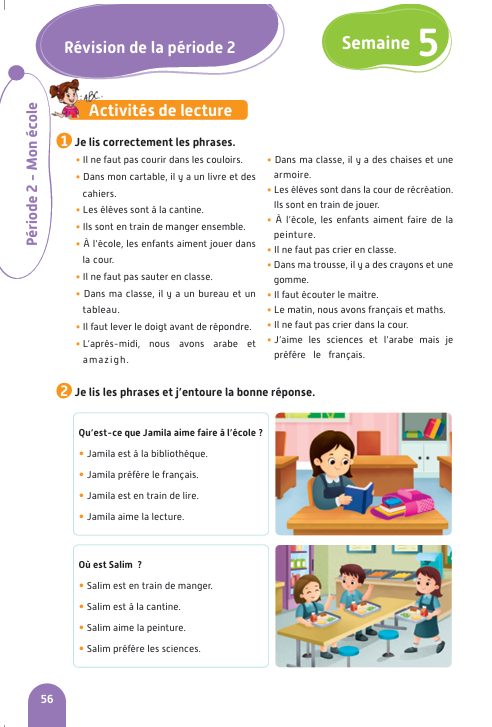 Révision de la période 2
Semaine 5
Période 2 - Mon école
ABC
Activités de lecture
1 Je lis correctement les phrases.
• Il ne faut pas courir dans les couloirs.
• Dans mon cartable, il y a un livre et des
cahiers.
• Les élèves sont à la cantine.
• Ils sont en train de manger ensemble.
• À l'école, les enfants aiment jouer dans
la cour.
• Il ne faut pas sauter en classe.
• Dans ma classe, il y a un bureau et un
tableau.
• Il faut lever le doigt avant de répondre.
• L'après-midi, nous avons arabe et
amazigh.
• Dans ma classe, il y a des chaises et une
armoire.
• Les élèves sont dans la cour de récréation.
Ils sont en train de jouer.
• À l'école, les enfants aiment faire de la
peinture.
• Il ne faut pas crier en classe.
• Dans ma trousse, il y a des crayons et une
gomme.
• Il faut écouter le maitre.
• Le matin, nous avons français et maths.
• Il ne faut pas crier dans la cour.
• J'aime les sciences et l'arabe mais je
préfère le français.
2 Je lis les phrases et j'entoure la bonne réponse.
Qu'est-ce que Jamila aime faire à l'école ?
• Jamila est à la bibliothèque.
• Jamila préfère le français.
• Jamila est en train de lire.
• Jamila aime la lecture.
Où est Salim ?
• Salim est en train de manger.
• Salim est à la cantine.
• Salim aime la peinture.
• Salim préfère les sciences.
56